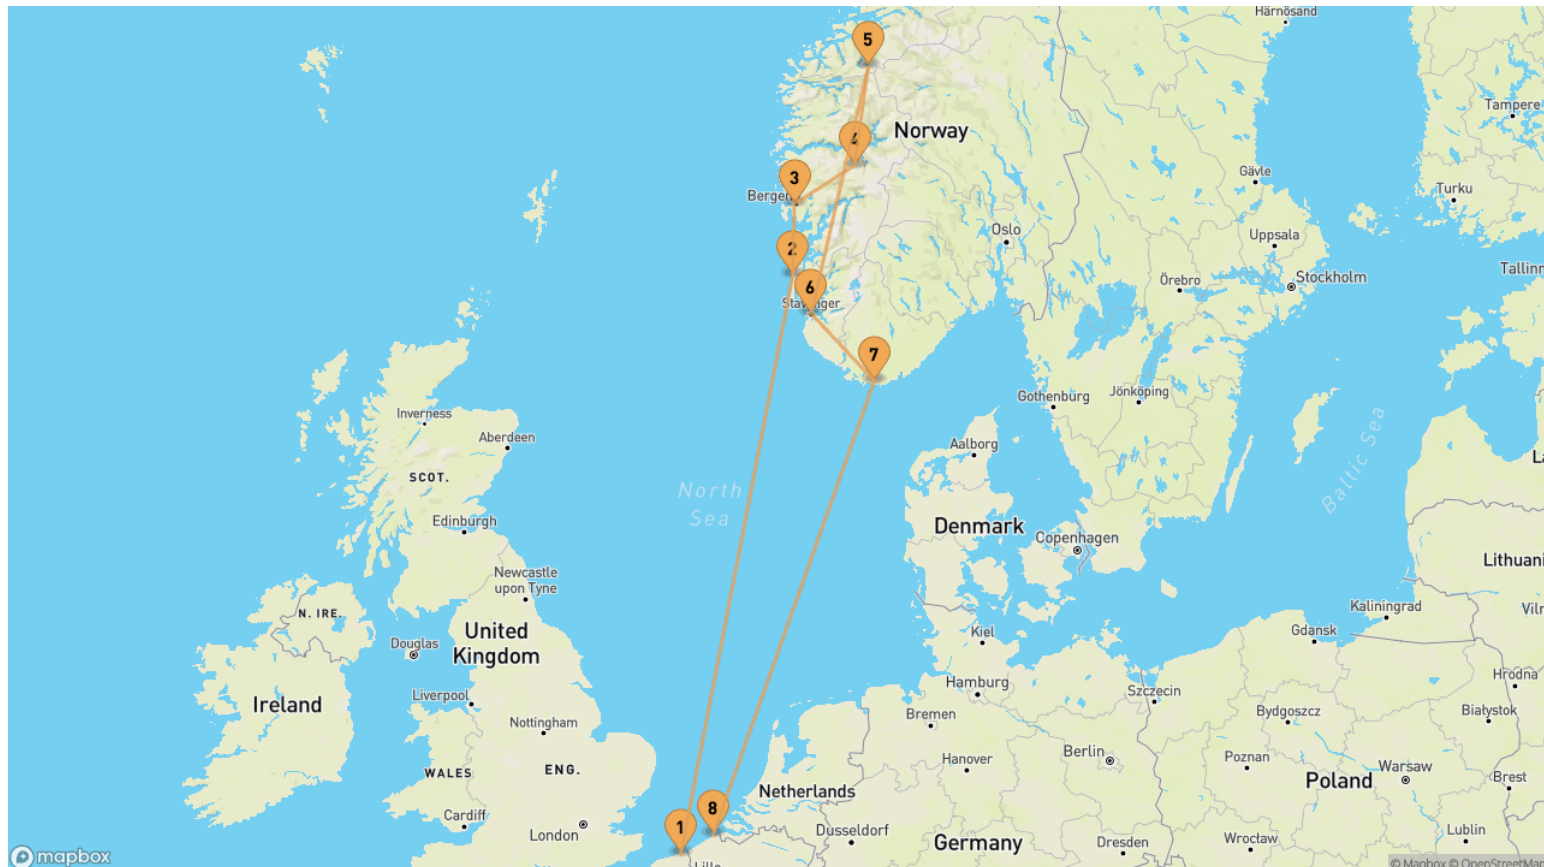 Härnösand
5
Tampere
Norway
4
Gävle
3
Bergen
Turku
Oslo
Uppsala
2
Stockholm
Tallinn
Örebro
6
Stavanger
7
Gothenburg
Jönköping
Inverness
Aberdeen
Aalborg
SCOT.
Baltic Sea
North
Sea
Edinburgh
Denmark
Copenhagen
Lithuani
Newcastle
upon Tyne
Kaliningrad
Viln
N. IRE.
United
Kingdom
Douglas
Kiel
Gdansk
Hrodna
Liverpool
Ireland
Hamburg
Szczecin
Bydgoszcz
Białystok
Bremen
Nottingham
Berlin
Hanover
Poznan
Warsaw
WALES
ENG.
Poland
Brest
Netherlands
8
Cardiff
1
London
Dusseldorf
Germany
Dresden
Wrocław
Lublin
Lille
mapbox
© Mapbox © OpenStreetMap